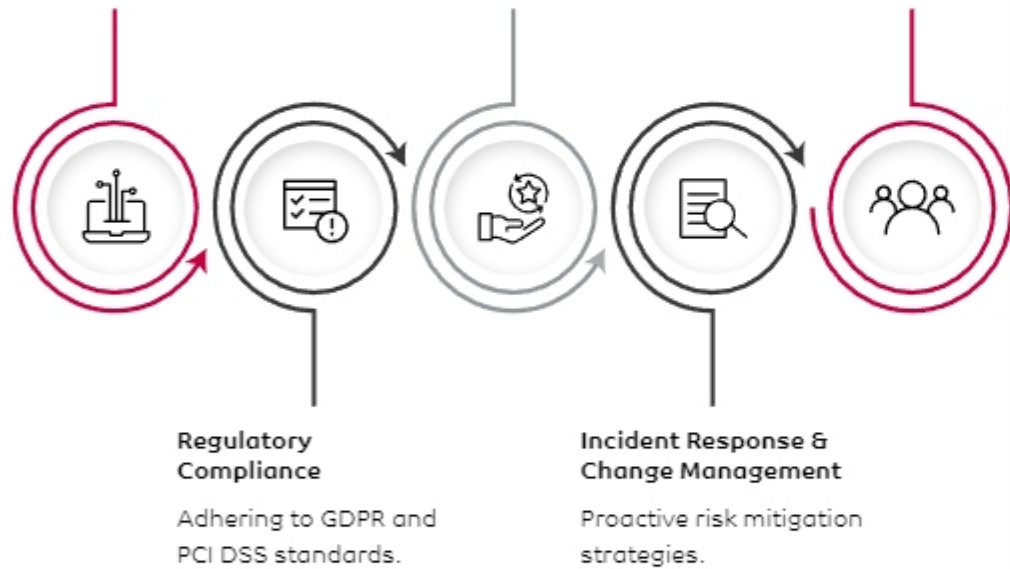 Regulatory
Compliance
Adhering to GDPR and
PCI DSS standards.
Incident Response &
Change Management
Proactive risk mitigation
strategies.